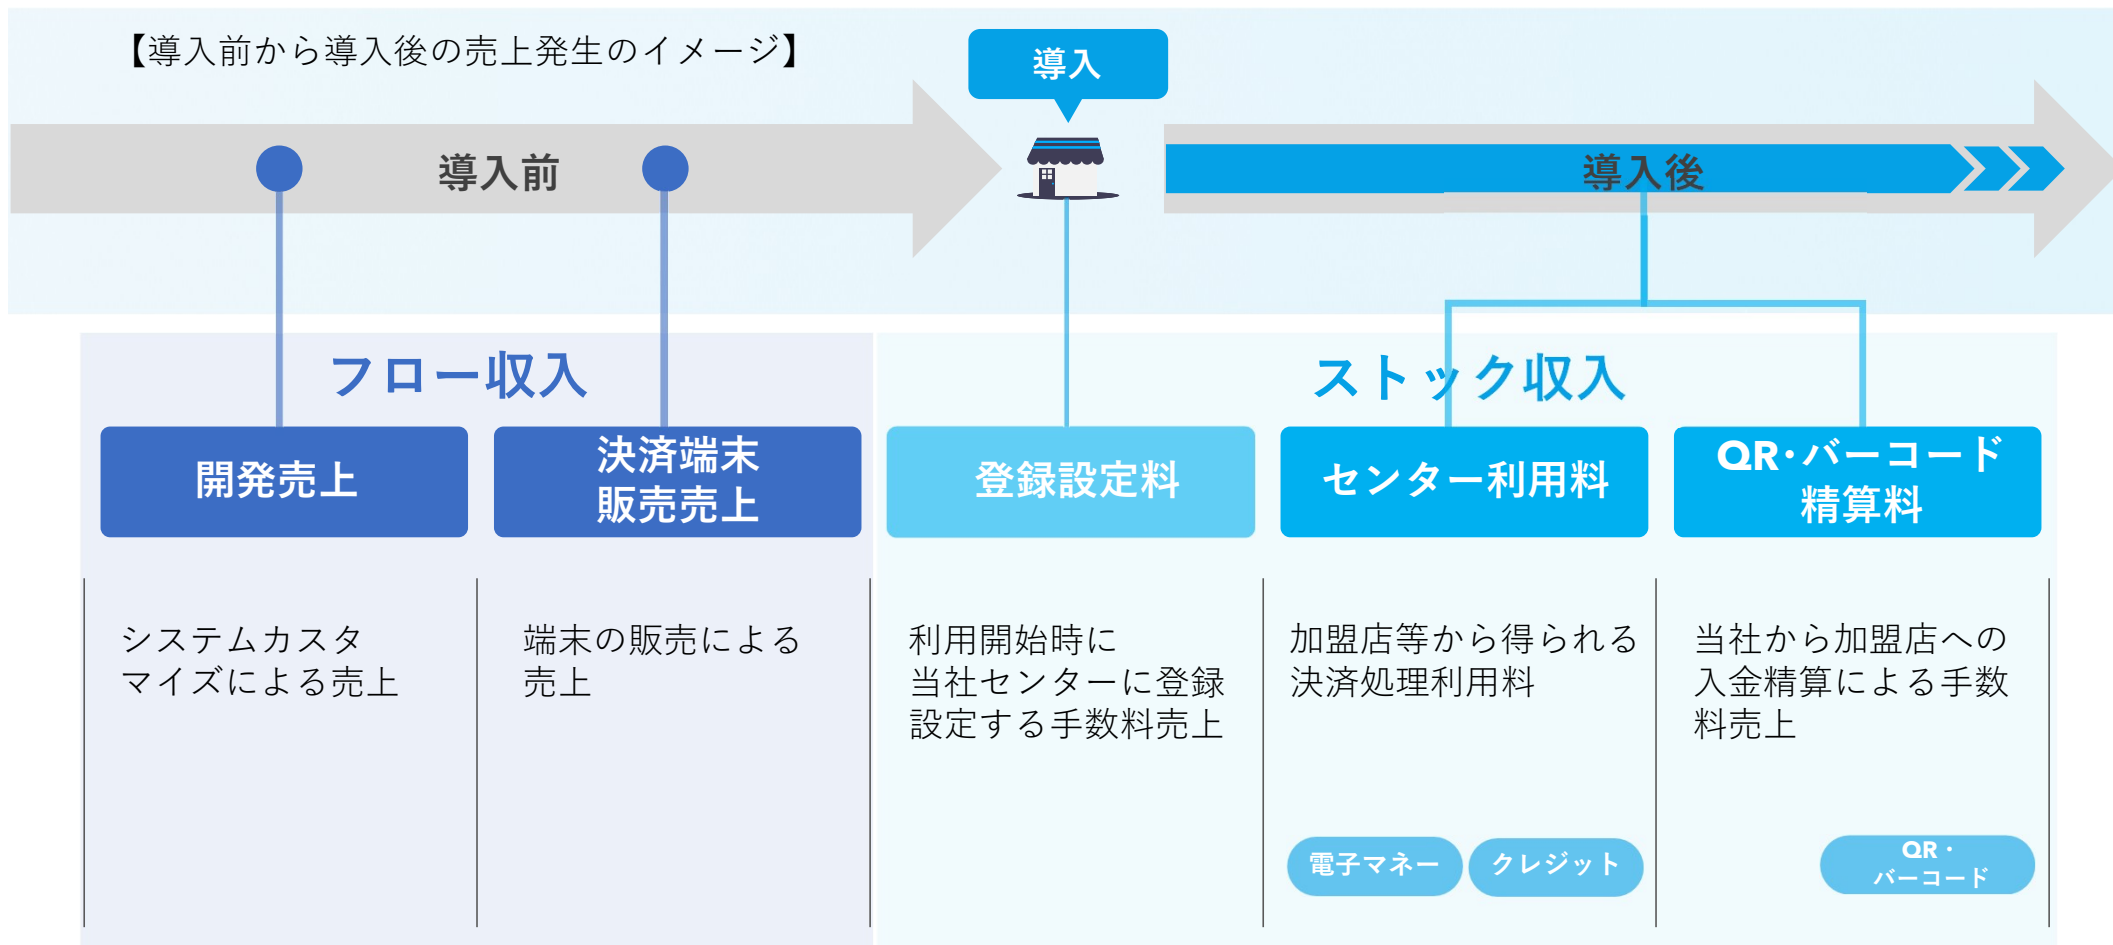 【導入前から導入後の売上発生のイメージ】
導入
導入前
導入後
フロー収入
ストック収入
開発売上
決済端末
販売売上
登録設定料
センター利用料
QR・バーコード
精算料
システムカスタ
マイズによる売上
端末の販売による
売上
利用開始時に
当社センターに登録
設定する手数料売上
加盟店等から得られる
決済処理利用料
当社から加盟店への
入金精算による手数
料売上
電子マネー
クレジット
QR・
バーコード